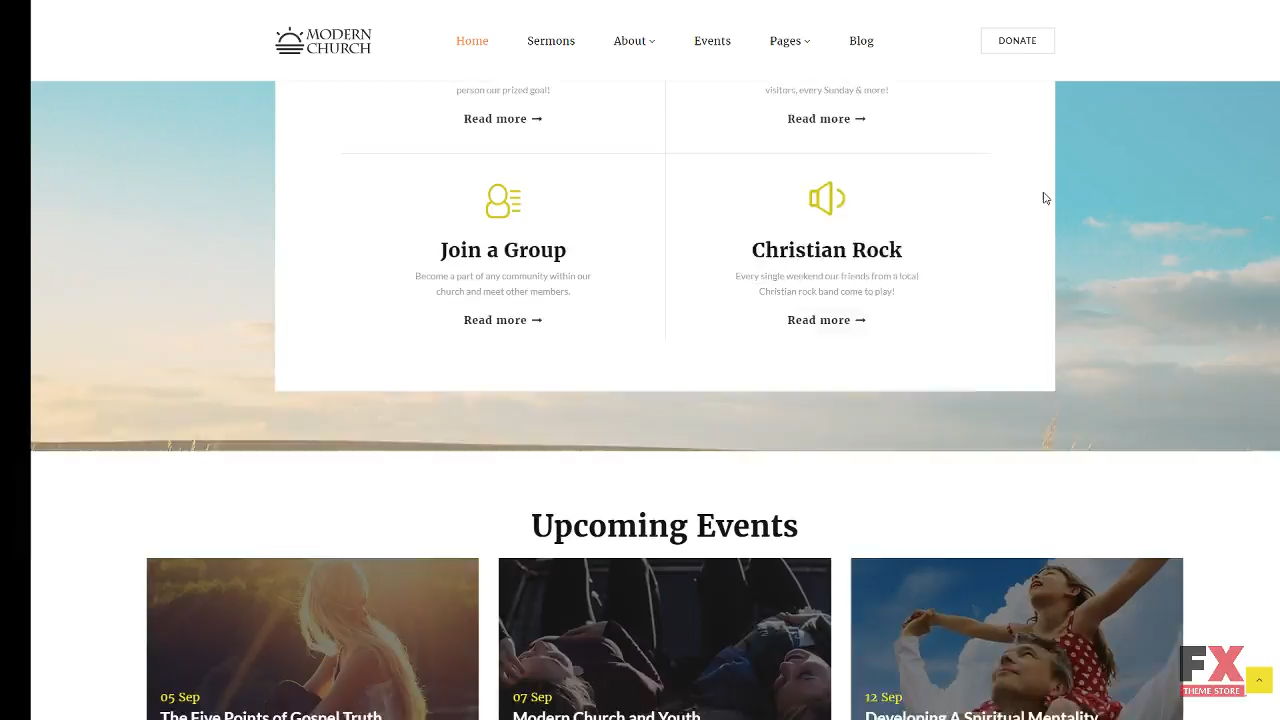 MODERN
CHURCH
Home Sermons About Events Pages Blog DONATE
person our prized goal!
visitors, every Sunday & more!
Read more
Read more
Join a Group
Become a part of any community within our
church and meet other members.
Read more
Christian Rock
Every single weekend our friends from a local
Christian rock band come to play!
Read more
Upcoming Events
05 Sep
The Five Points of Gospel Truth
07 Sep
Modern Church and Youth
12 Sep
Developing A Spiritual Mentality
FX
THEME STORE